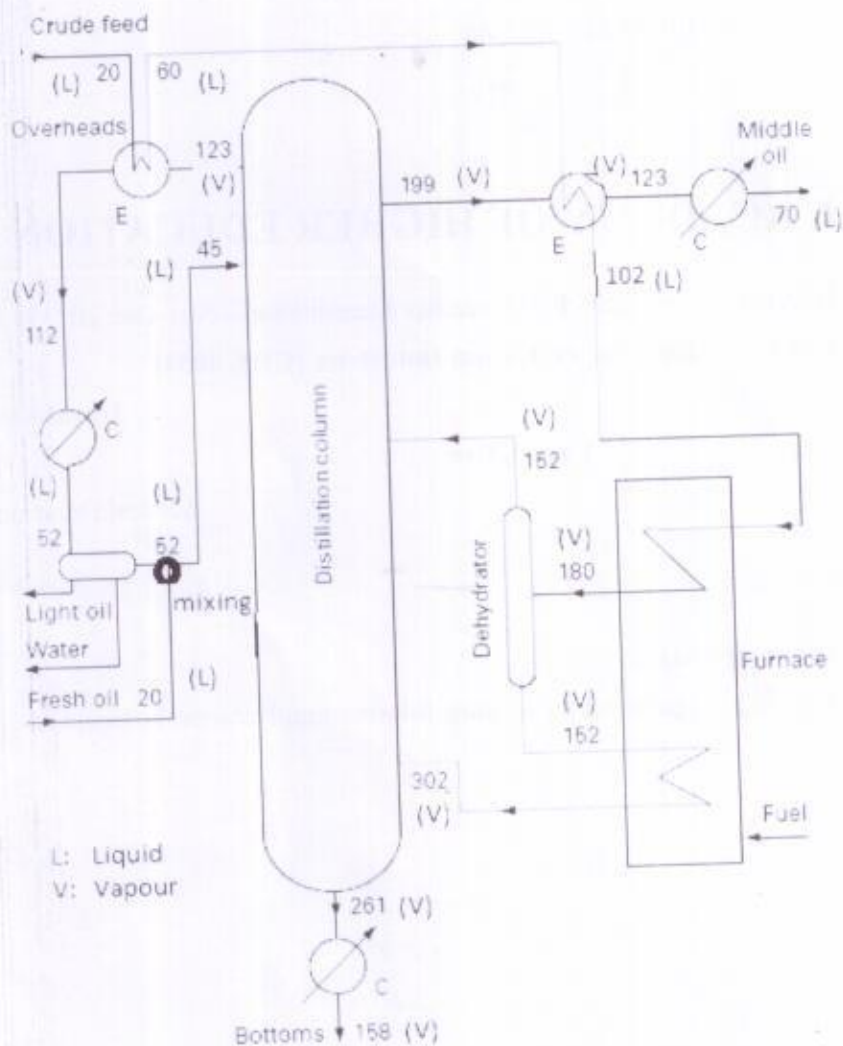 Crude feed
20
60
(L)
(L)
Overheads
123
(V)
E
199
(V)
(V)
123
Middle
oil
70
(L)
E
C
45
(L)
102 (L)
(V)
112
C
(V)
152
(L)
(L)
52
52
mixing
Light oil
Water
Fresh oil
20
(L)
Distillation column
Dehydrator
(V)
180
Furnace
(V)
152
302
(V)
Fuel
L: Liquid
V: Vapour
261 (V)
C
Bottoms
158 (V)